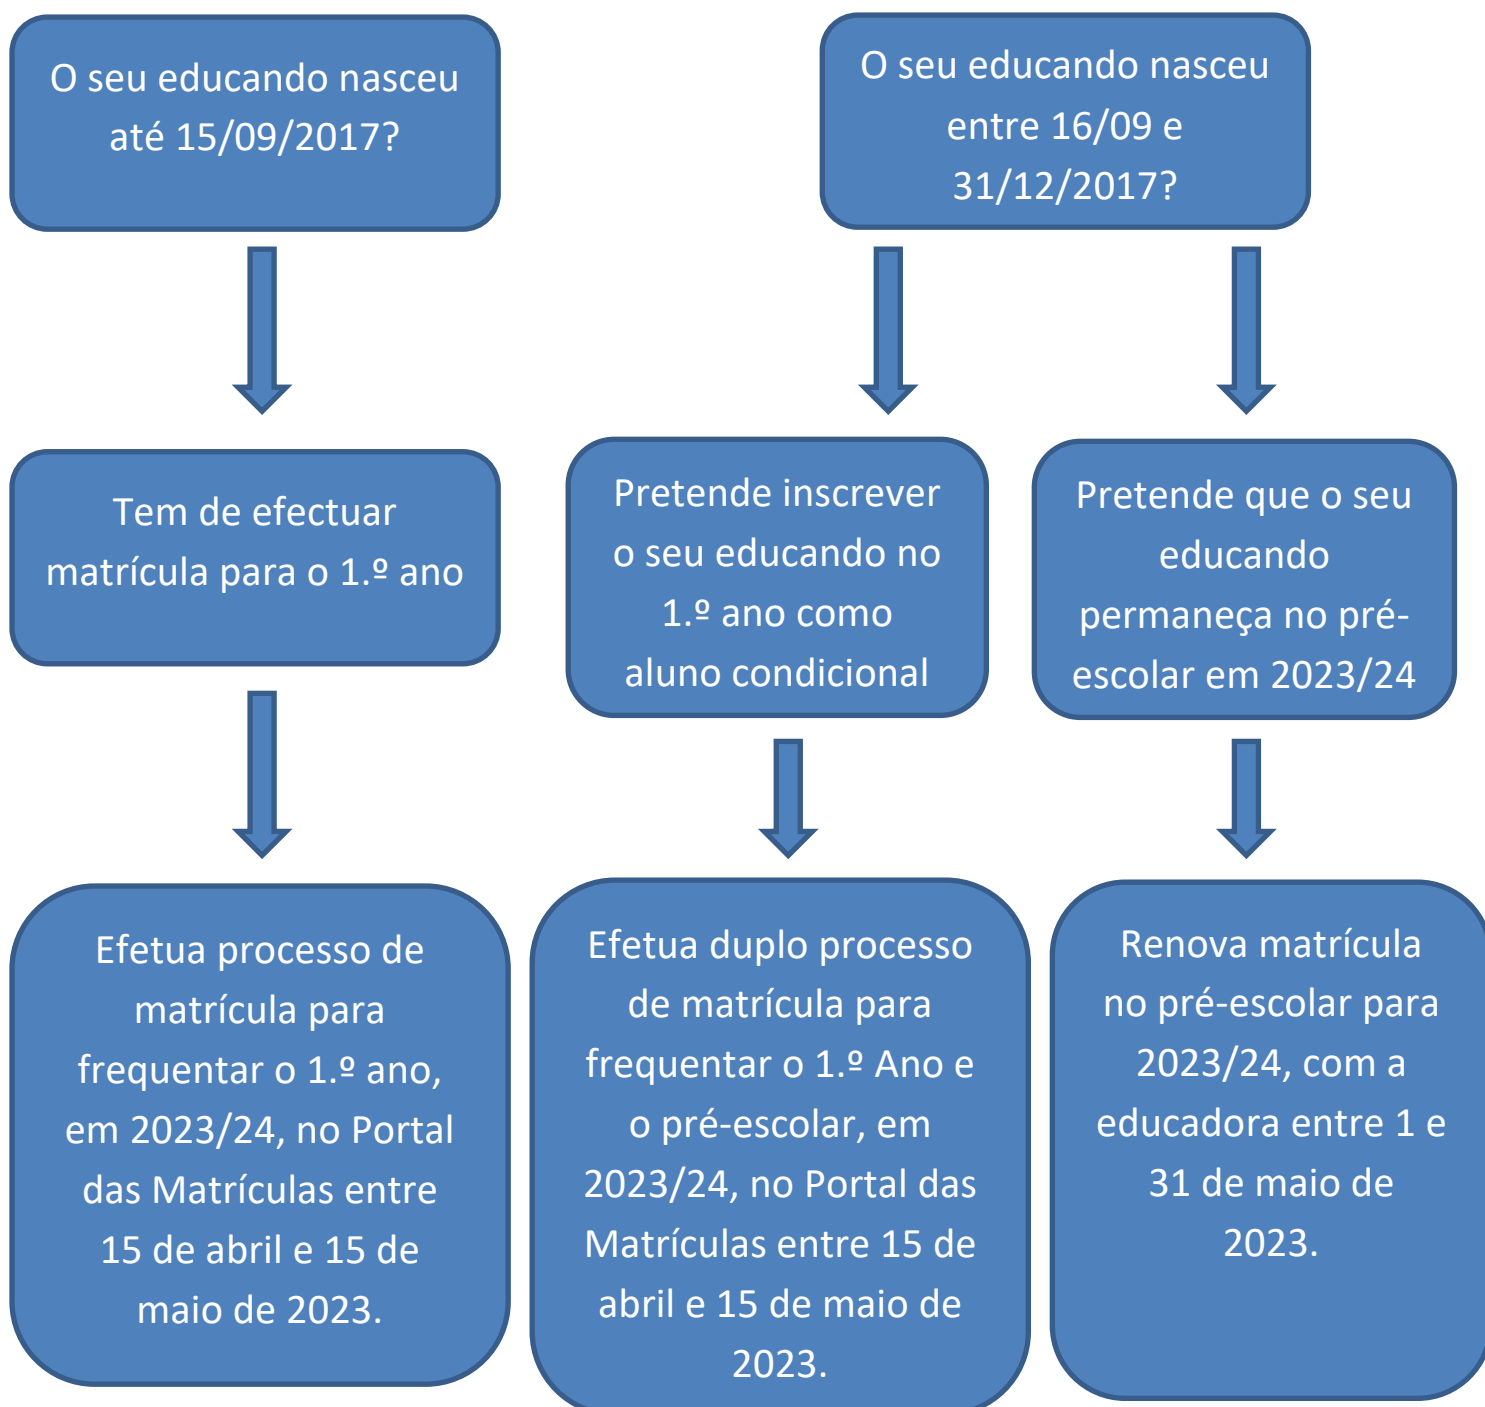 O seu educando nasceu
até 15/09/2017?
O seu educando nasceu
entre 16/09 e
31/12/2017?
Tem de efectuar
matrícula para o 1.º ano
Pretende inscrever
o seu educando no
1.º ano como
aluno condicional
Pretende que o seu
educando
permaneça no pré-
escolar em 2023/24
Efetua processo de
matrícula para
frequentar o 1.º ano,
em 2023/24, no Portal
das Matrículas entre
15 de abril e 15 de
maio de 2023.
Efetua duplo processo
de matrícula para
frequentar o 1.º Ano e
o pré-escolar, em
2023/24, no Portal das
Matrículas entre 15 de
abril e 15 de maio de
2023.
Renova matrícula
no pré-escolar para
2023/24, com a
educadora entre 1 e
31 de maio de
2023.